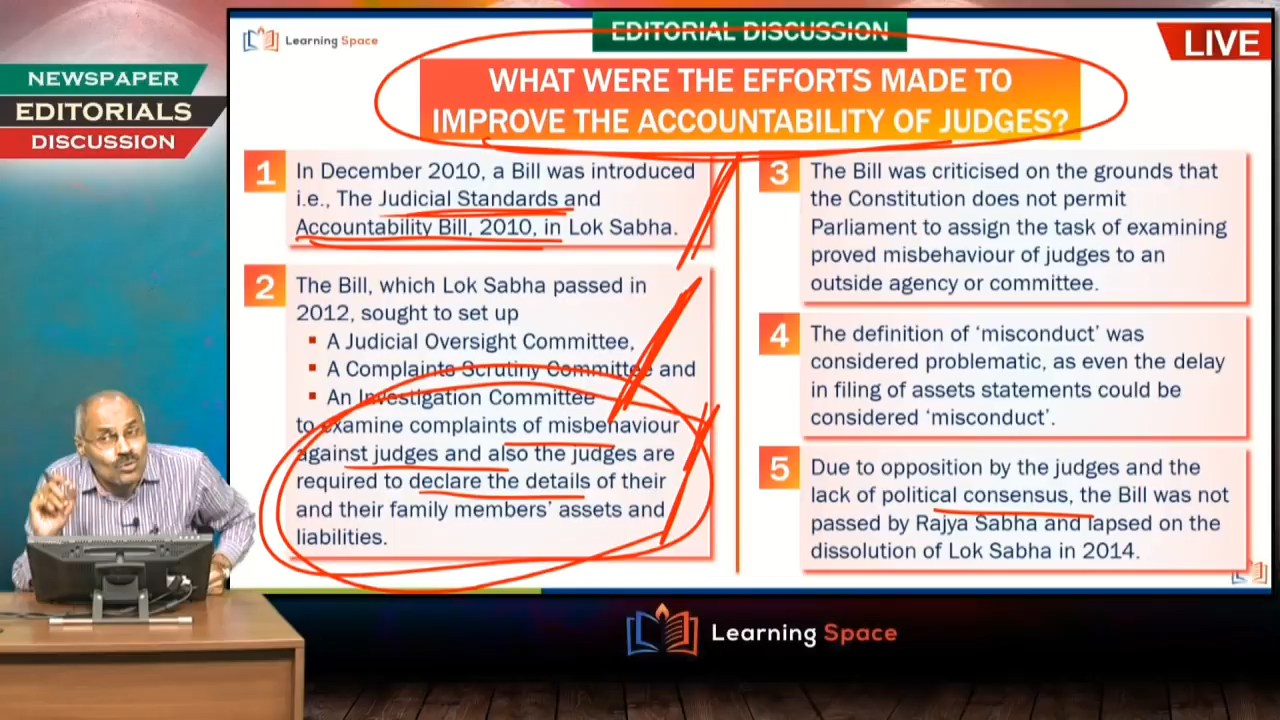 NEWSPAPER
EDITORIALS
DISCUSSION
Learning Space
EDITORIAL DISCUSSION
LIVE
WHAT WERE THE EFFORTS MADE TO
IMPROVE THE ACCOUNTABILITY OF JUDGES?
1
In December 2010, a Bill was introduced
i.e., The Judicial Standards and
Accountability Bill, 2010, in Lok Sabha.
2
The Bill, which Lok Sabha passed in
2012, sought to set up
▪ A Judicial Oversight Committee,
▪ A Complaints Scrutiny Committee and
▪ An Investigation Committee
to examine complaints of misbehaviour
against judges and also the judges are
required to declare the details of their
and their family members' assets and
liabilities.
3
The Bill was criticised on the grounds that
the Constitution does not permit
Parliament to assign the task of examining
proved misbehaviour of judges to an
outside agency or committee.
4
The definition of 'misconduct' was
considered problematic, as even the delay
in filing of assets statements could be
considered 'misconduct'.
5
Due to opposition by the judges and the
lack of political consensus, the Bill was not
passed by Rajya Sabha and lapsed on the
dissolution of Lok Sabha in 2014.
Learning Space